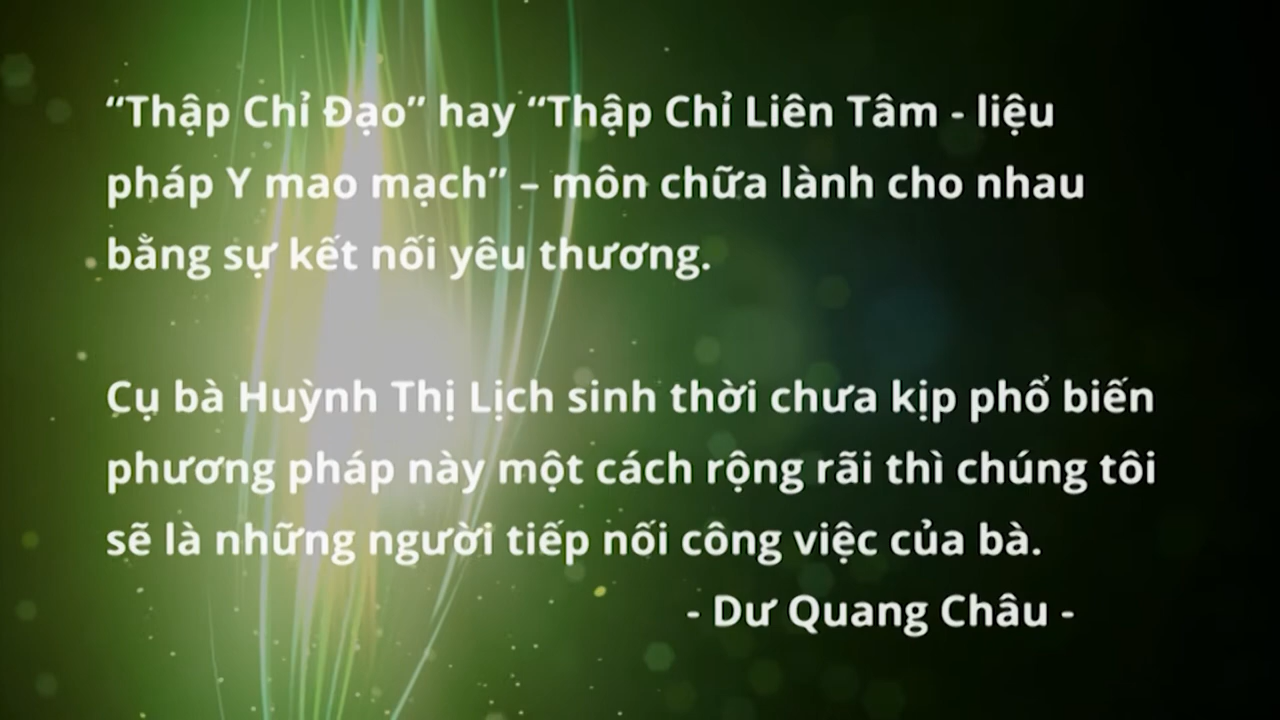 “Thập Chỉ Đạo” hay “Thập Chỉ Liên Tâm - liệu
pháp Y mao mạch” – môn chữa lành cho nhau
bằng sự kết nối yêu thương.
Cụ bà Huỳnh Thị Lịch sinh thời chưa kịp phổ biến
phương pháp này một cách rộng rãi thì chúng tôi
sẽ là những người tiếp nối công việc của bà.
- Dư Quang Châu -